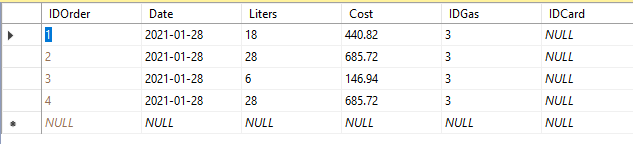 IDOrder Date Liters Cost IDGas IDCard
1 2021-01-28 18 440.82 3 NULL
2 2021-01-28 28 685.72 3 NULL
3 2021-01-28 6 146.94 3 NULL
4 2021-01-28 28 685.72 3 NULL
NULL NULL NULL NULL NULL NULL